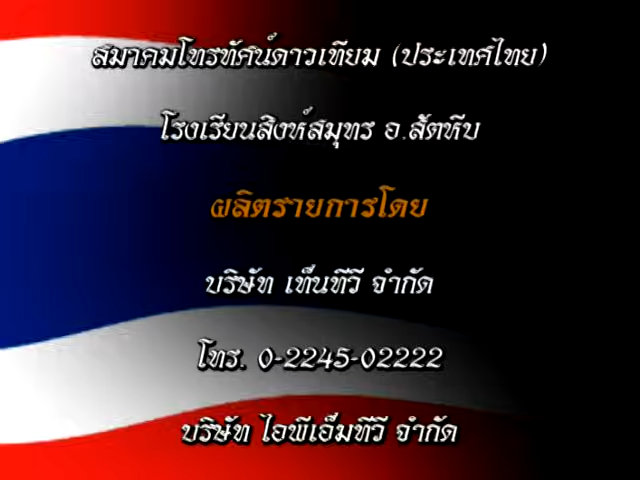 สมาคมโทรทัศน์ดาวเทียม (ประเทศไทย)
โรงเรียนสิงห์สมุทร อ.สัตหีบ
ผลิตรายการโดย
บริษัท เท็นทีวี จำกัด
โทร. 0-2245-02222
บริษัท ไอพีเอ็มทีวี จำกัด